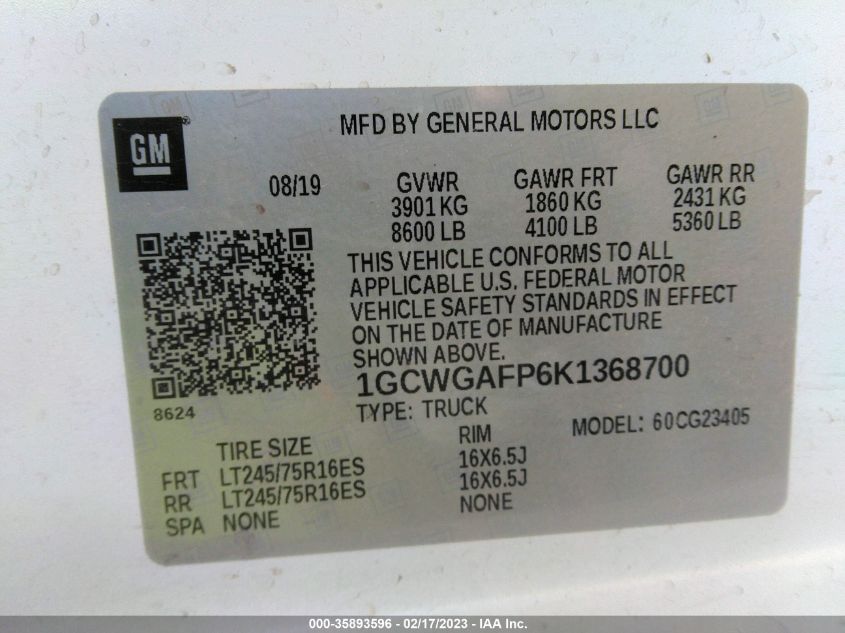 MFD BY GENERAL MOTORS LLC
GM®
08/19
GVWR GAWR FRT GAWR RR
3901 KG 1860 KG 2431 KG
8600 LB 4100 LB 5360 LB
THIS VEHICLE CONFORMS TO ALL
APPLICABLE U.S. FEDERAL MOTOR
VEHICLE SAFETY STANDARDS IN EFFECT
ON THE DATE OF MANUFACTURE
SHOWN ABOVE.
1GCWGAFP6K1368700
8624
TYPE: TRUCK MODEL: 60CG23405
TIRE SIZE RIM
FRT LT245/75R16ES 16X6.5J
RR LT245/75R16ES 16X6.5J
SPA NONE NONE
000-35893596 - 02/17/2023 - IAA Inc.